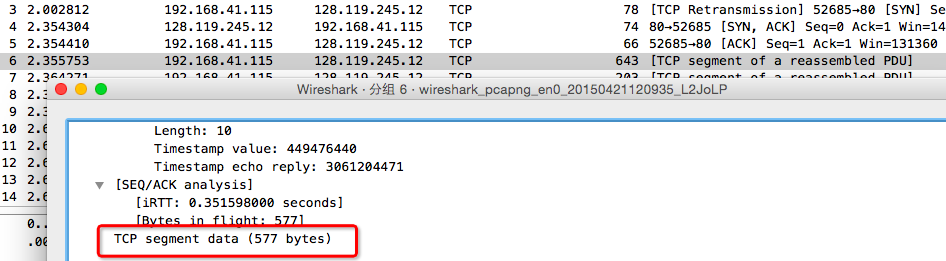 3 2.002812 192.168.41.115 128.119.245.12 TCP 78 [TCP Retransmission] 52685→80 [SYN] Se
4 2.354304 128.119.245.12 192.168.41.115 TCP 74 80→52685 [SYN, ACK] Seq=0 Ack=1 Win=14
5 2.354410 192.168.41.115 128.119.245.12 TCP 66 52685→80 [ACK] Seq=1 Ack=1 Win=131360
6 2.355753 192.168.41.115 128.119.245.12 TCP 643 [TCP segment of a reassembled PDU]
7 2.364271 192.168.41.115 128.119.245.12 TCP 203 [TCP segment of a reassembled PDU]
Wireshark · 分组 6 · wireshark_pcapng_en0_20150421120935_L2JoLP
8 2.
9 2.
10 2.6
11 2.6
12 2.6
13 2.6
14 2.6
0..
.00
Length: 10
Timestamp value: 449476440
Timestamp echo reply: 3061204471
[SEQ/ACK analysis]
[iRTT: 0.351598000 seconds]
[Bytes in flight: 577]
TCP segment data (577 bytes)